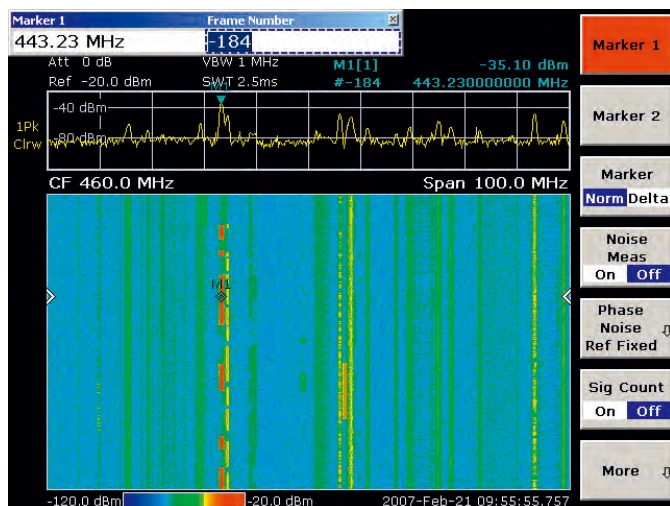 Marker 1 Frame Number
443.23 MHz -184
Att 0 dB VBW 1 MHz M1[1] -35.10 dBm
Ref -20.0 dBm SWT 2.5ms #-184 443.230000000 MHz
M1
-40 dBm
1Pk
Clrw
-80 dBm
CF 460.0 MHz Span 100.0 MHz
M1
-120.0 dBm -20.0 dBm 2007-Feb-21 09:55:55.757
Marker 1
Marker 2
Marker
Norm Delta
Noise
Meas
On Off
Phase
Noise
Ref Fixed
Sig Count
On Off
More